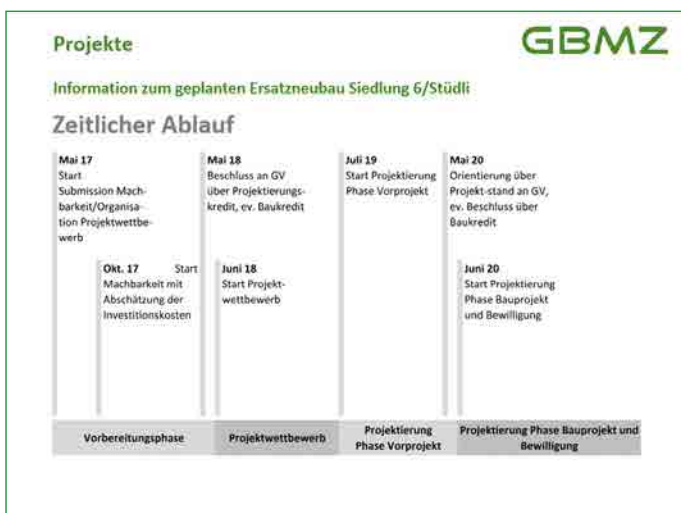 Projekte
GBMZ
Information zum geplanten Ersatzneubau Siedlung 6/Stüdli
Zeitlicher Ablauf
Mai 17
Start
Submission Mach-
barkeit/Organisa-
tion Projektwettbe-
werb
Mai 18
Beschluss an GV
über Projektierungs-
kredit, ev. Baukredit
Juli 19
Start Projektierung
Phase Vorprojekt
Mai 20
Orientierung über
Projekt-stand an GV,
ev. Beschluss über
Baukredit
Okt. 17 Start
Machbarkeit mit
Abschätzung der
Investitionskosten
Juni 18
Start Projekt-
wettbewerb
Juni 20
Start Projektierung
Phase Bauprojekt
und Bewilligung
Vorbereitungsphase
Projektwettbewerb
Projektierung
Phase Vorprojekt
Projektierung Phase Bauprojekt und
Bewilligung